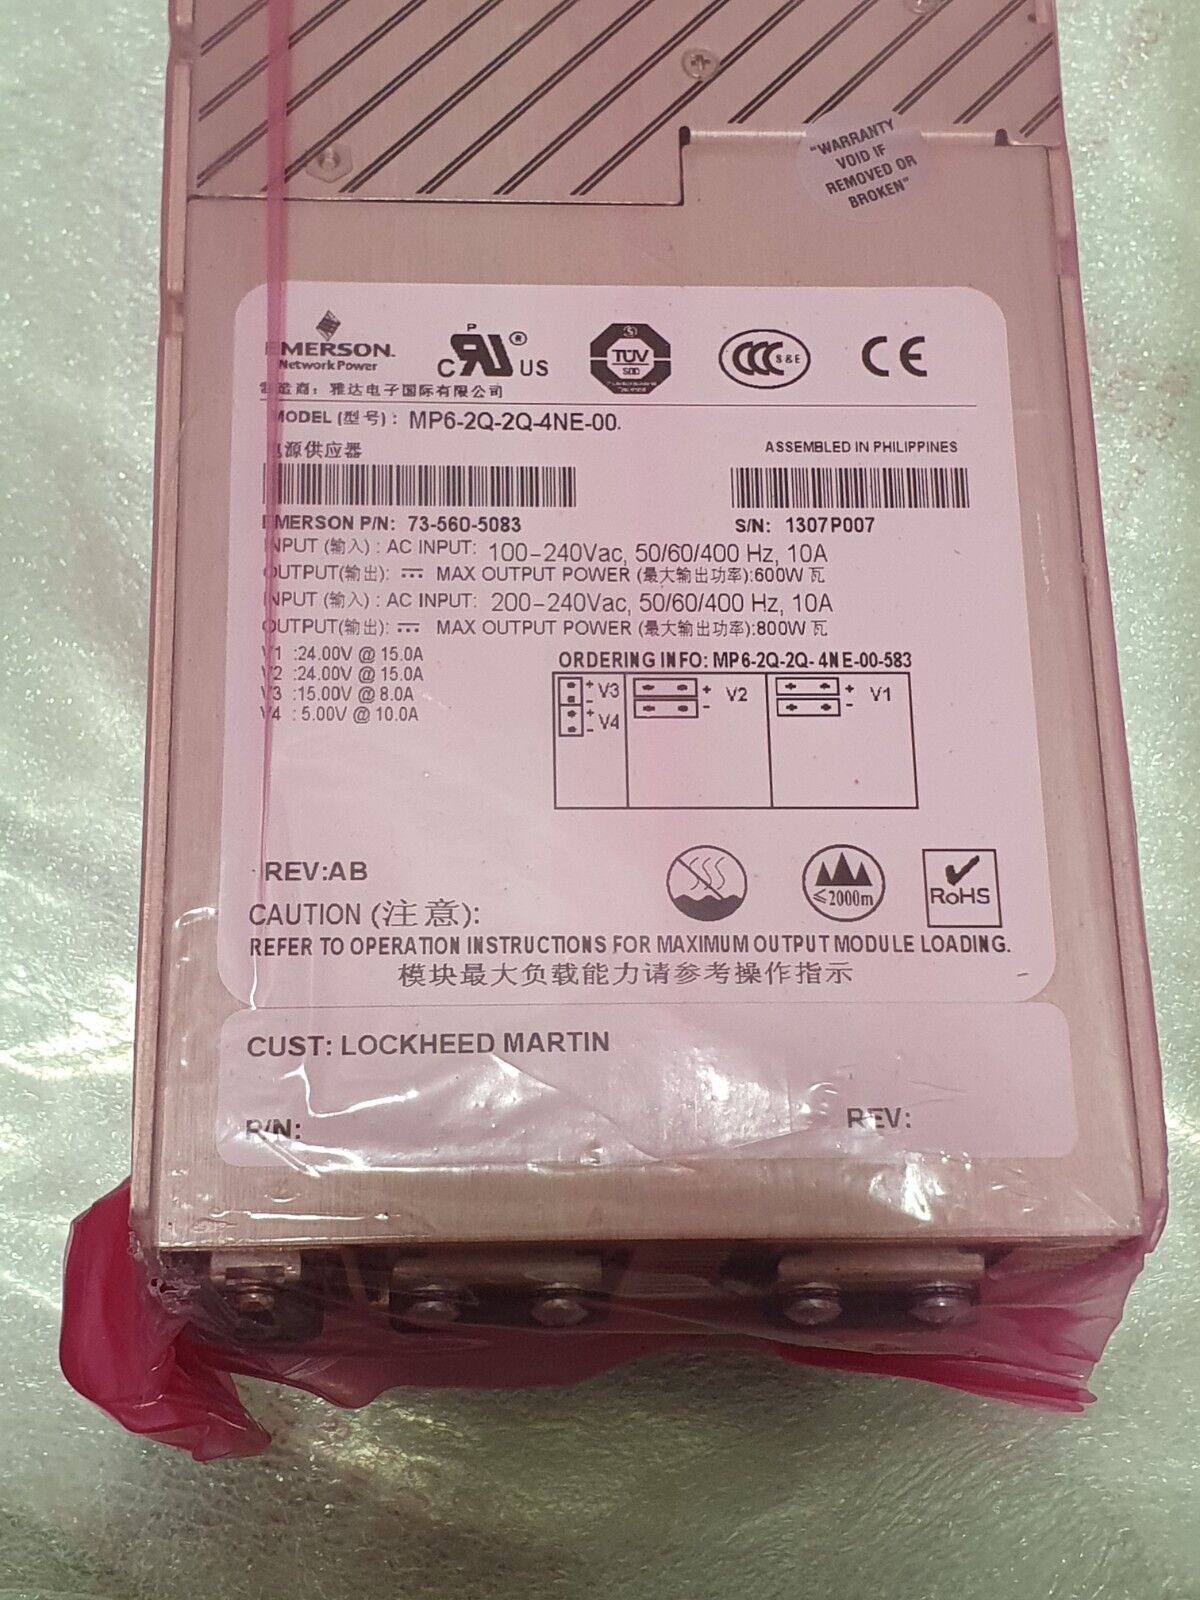 "WARRANTY
VOID IF
REMOVED OR
BROKEN"
EMERSON.
Network Power
C P RU ® US
TUV
CCC S&E
CE
制造商: 雅达电子国际有限公司
MODEL (型号): MP6-2Q-2Q-4NE-00.
电源供应器
ASSEMBLED IN PHILIPPINES
EMERSON P/N: 73-560-5083
S/N: 1307P007
INPUT (输入) : AC INPUT: 100-240Vac, 50/60/400 Hz, 10A
OUTPUT(输出): MAX OUTPUT POWER (最大输出功率):600W 瓦
INPUT (输入) : AC INPUT: 200-240Vac, 50/60/400 Hz, 10A
OUTPUT(输出): MAX OUTPUT POWER (最大输出功率):800W 瓦
V1 :24.00V @ 15.0A
V2 :24.00V @ 15.0A
V3 :15.00V @ 8.0A
V4 : 5.00V @ 10.0A
ORDERING INFO: MP6-2Q-2Q-4NE-00-583
+ V3 -
+ V4 -
+ V2 -
+ V1 -
REV:AB
≤2000m
RoHS
CAUTION (注意):
REFER TO OPERATION INSTRUCTIONS FOR MAXIMUM OUTPUT MODULE LOADING.
模块最大负载能力请参考操作指示
CUST: LOCKHEED MARTIN
P/N:
REV: